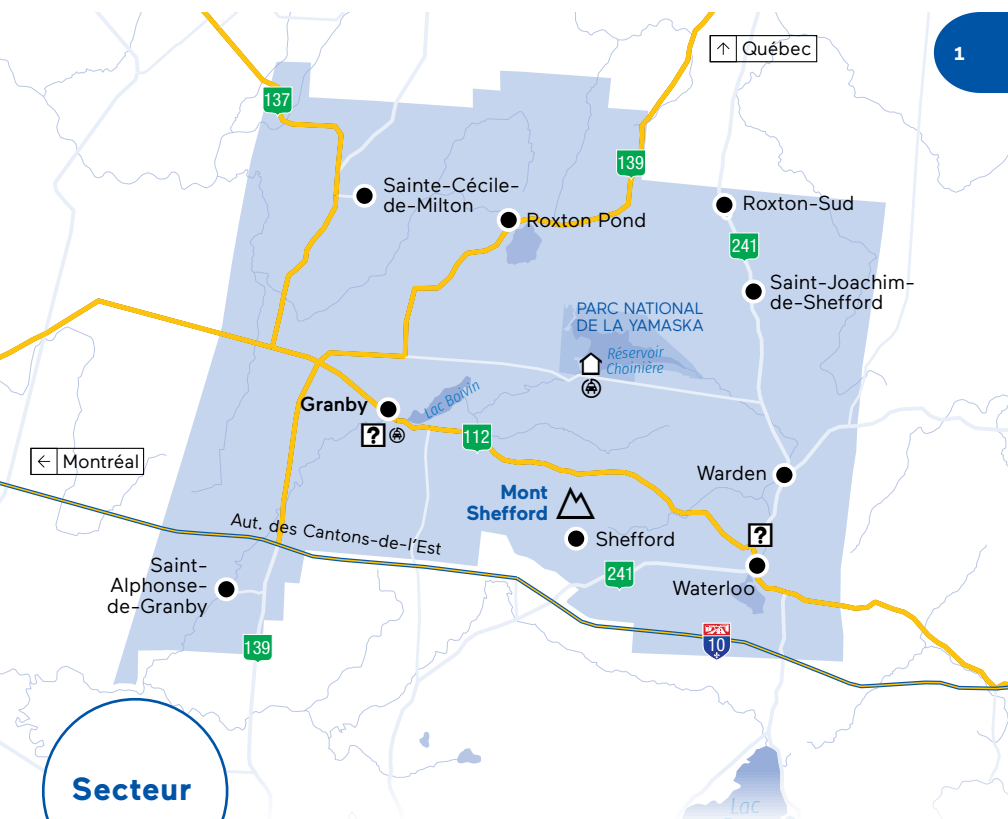 ↑ Québec
1
137
139
Sainte-Cécile-
de-Milton
Roxton Pond
Roxton-Sud
241
Saint-Joachim-
de-Shefford
PARC NATIONAL
DE LA YAMASKA
Réservoir
Choinière
Lac Boivin
Granby
?
112
← Montréal
Warden
Mont
Shefford
Shefford
?
Aut. des Cantons-de-l'Est
241
Waterloo
Saint-
Alphonse-
de-Granby
139
10
Secteur
Lac